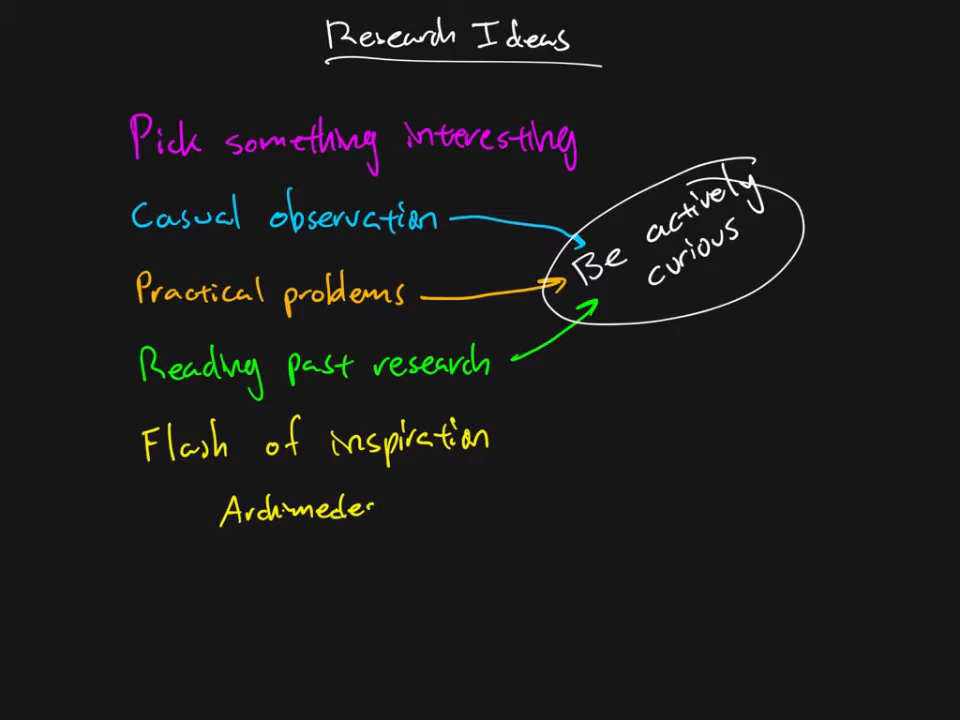 Research Ideas
Pick something interesting
Casual observation
Be actively
curious
Practical problems
Reading past research
Flash of inspiration
Archimedes